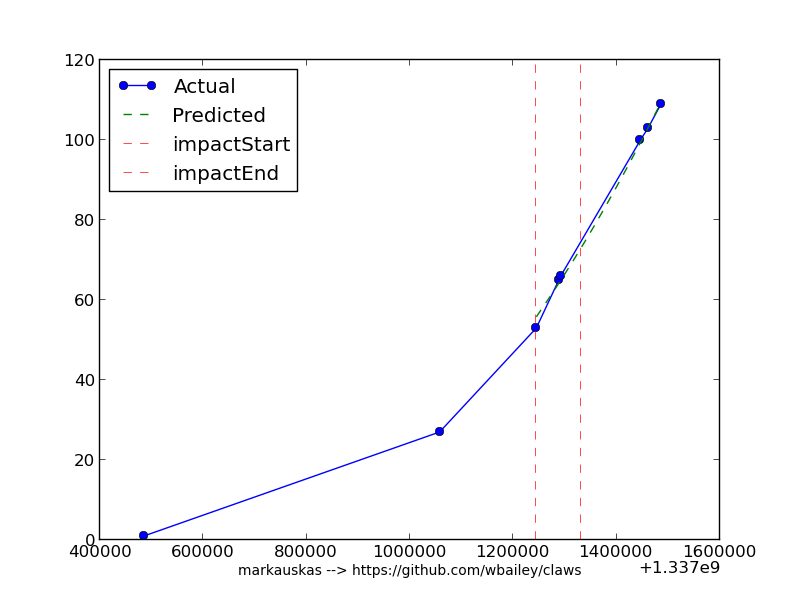 120
100
80
60
40
20
0
Actual
Predicted
impactStart
impactEnd
400000 600000 800000 1000000 1200000 1400000 1600000
+1.337e9
markauskas --> https://github.com/wbailey/claws